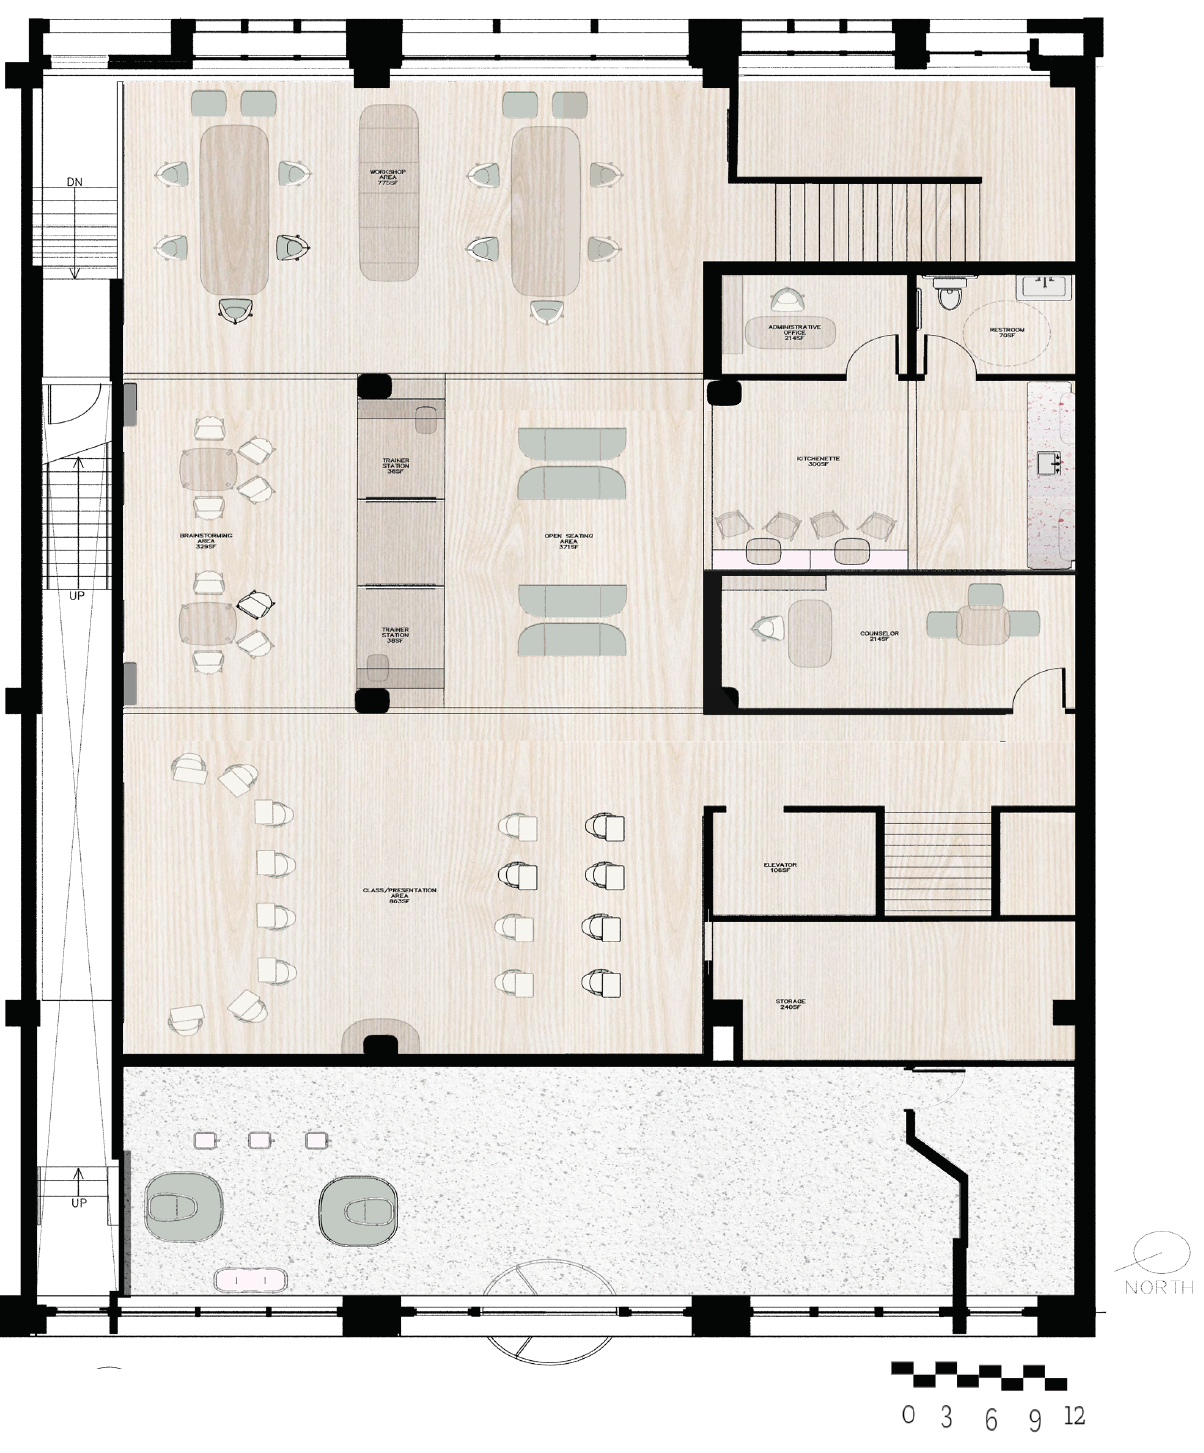 DN
WORKSHOP
AREA
775SF
ADMINISTRATIVE
OFFICE
214SF
RESTROOM
70SF
TRAINER
STATION
38SF
KITCHENETTE
300SF
BRAINSTORMING
AREA
329SF
OPEN SEATING
AREA
371SF
UP
TRAINER
STATION
38SF
COUNSELOR
214SF
ELEVATOR
106SF
CLASS/PRESENTATION
AREA
863SF
STORAGE
240SF
UP
NORTH
0 3 6 9 12